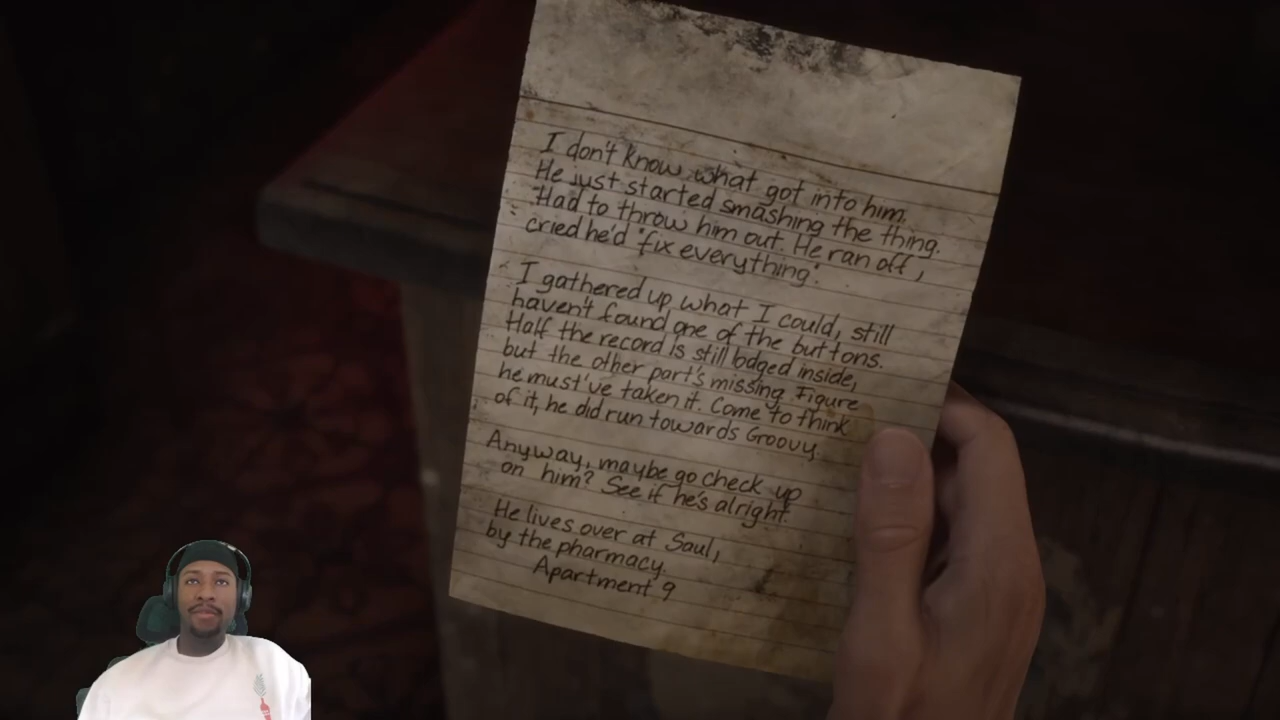 I don't know what got into him.
He just started smashing the thing.
Had to throw him out. He ran off,
cried he'd "fix everything".
I gathered up what I could, still
haven't found one of the buttons.
Half the record is still lodged inside,
but the other part's missing. Figure
he must've taken it. Come to think
of it, he did run towards Groovy.
Anyway, maybe go check up
on him? See if he's alright.
He lives over at Saul,
by the pharmacy.
Apartment 9